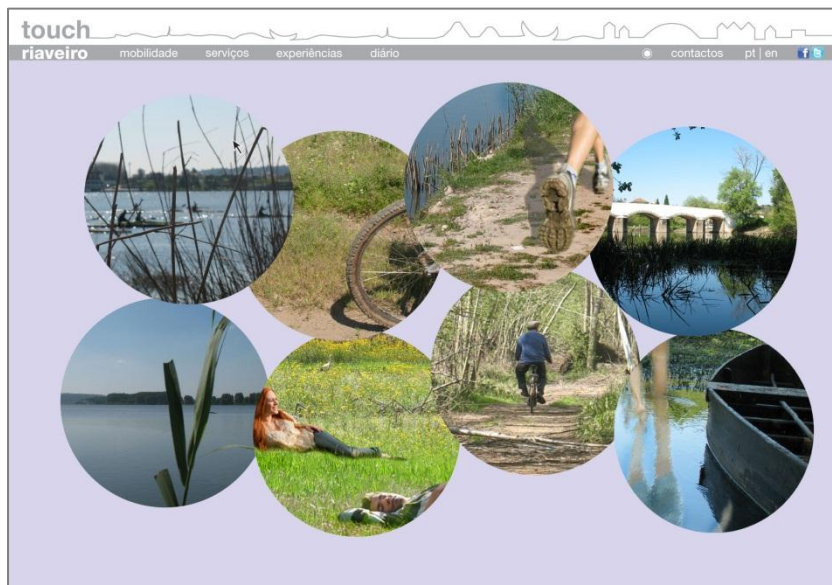 touch
riaveiro mobilidade serviços experiências diário contactos pt | en